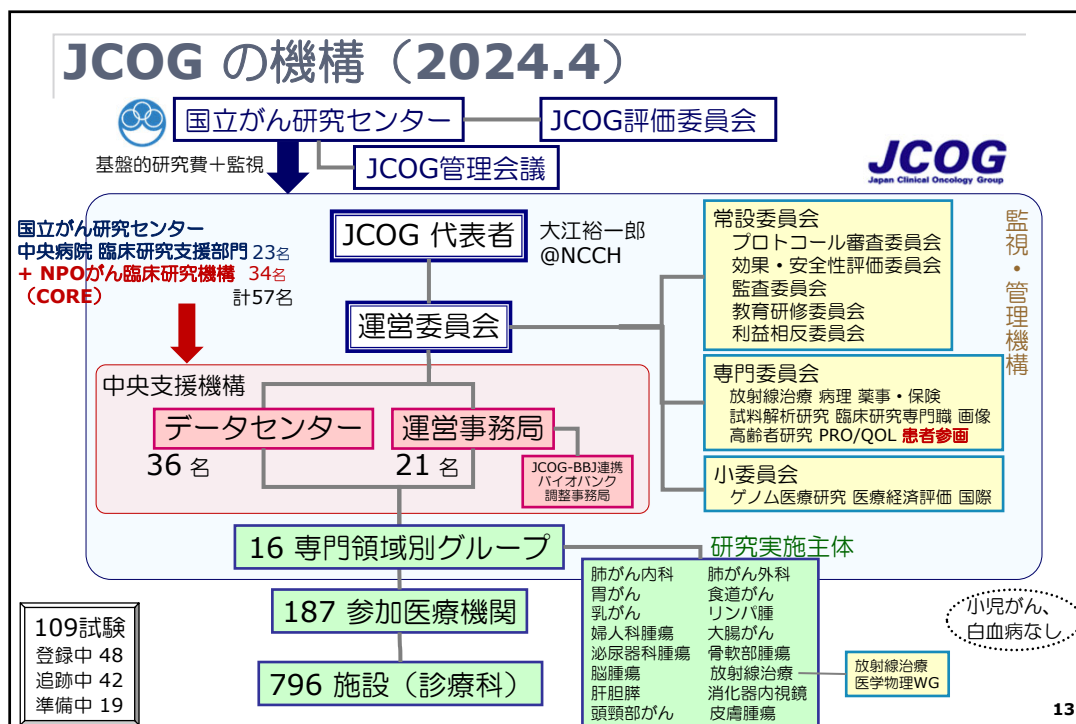 JCOG の機構（2024.4）
国立がん研究センター
JCOG評価委員会
基盤的研究費＋監視
JCOG管理会議
JCOG
Japan Clinical Oncology Group
国立がん研究センター
中央病院 臨床研究支援部門 23名
+ NPOがん臨床研究機構 34名
（CORE） 計57名
JCOG 代表者
大江裕一郎
@NCCH
運営委員会
常設委員会
プロトコール審査委員会
効果・安全性評価委員会
監査委員会
教育研修委員会
利益相反委員会
監視・管理機構
専門委員会
放射線治療 病理 薬事・保険
試料解析研究 臨床研究専門職 画像
高齢者研究 PRO/QOL 患者参画
小委員会
ゲノム医療研究 医療経済評価 国際
中央支援機構
データセンター
36 名
運営事務局
21 名
JCOG-BBJ連携
バイオバンク
調整事務局
16 専門領域別グループ
研究実施主体
187 参加医療機関
796 施設（診療科）
肺がん内科 肺がん外科
胃がん 食道がん
乳がん リンパ腫
婦人科腫瘍 大腸がん
泌尿器科腫瘍 骨軟部腫瘍
脳腫瘍 放射線治療
肝胆膵 消化器内視鏡
頭頸部がん 皮膚腫瘍
放射線治療
医学物理WG
小児がん、
白血病なし
109試験
登録中 48
追跡中 42
準備中 19
13